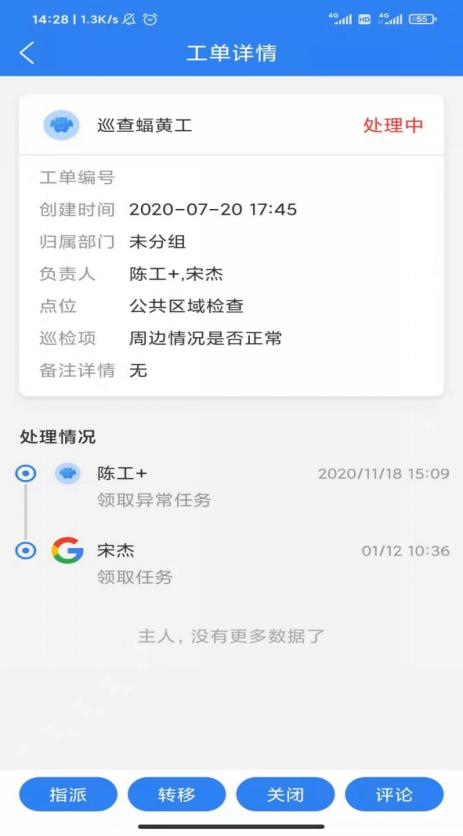 14:28 | 1.3K/s 4G HD 4G 55
工单详情
巡查蝠黄工 处理中
工单编号
创建时间 2020-07-20 17:45
归属部门 未分组
负责人 陈工+,宋杰
点位 公共区域检查
巡检项 周边情况是否正常
备注详情 无
处理情况
陈工+ 2020/11/18 15:09
领取异常任务
宋杰 01/12 10:36
领取任务
主人，没有更多数据了
指派 转移 关闭 评论